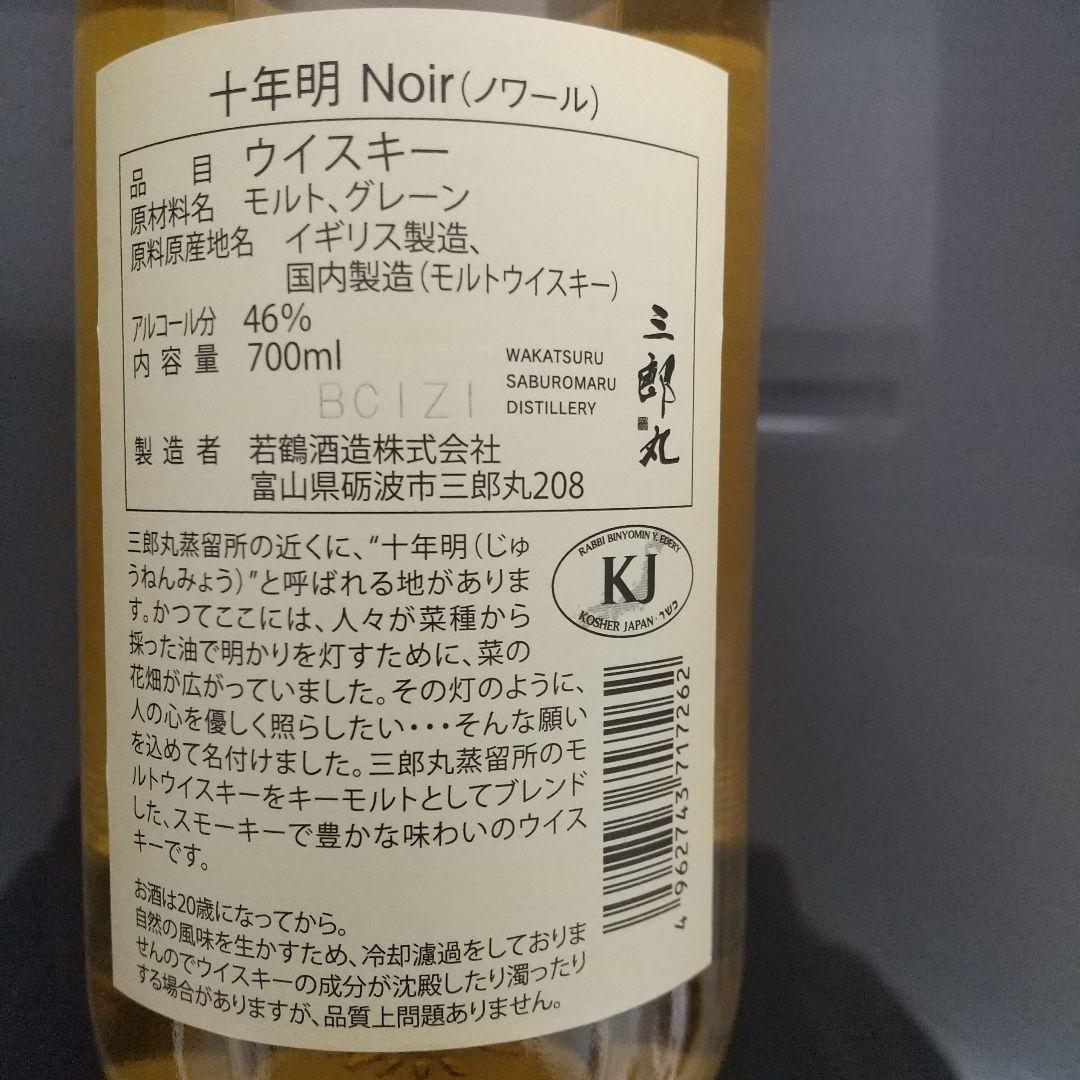 十年明 Noir(ノワール)
品目 ウイスキー
原材料名 モルト、グレーン
原料原産地名 イギリス製造、
国内製造(モルトウイスキー)
アルコール分 46%
内容量 700ml
BC1Z1
WAKATSURU
SABUROMARU
DISTILLERY
三郎丸
製造者 若鶴酒造株式会社
富山県砺波市三郎丸208
三郎丸蒸留所の近くに、“十年明(じゅ
うねんみょう)”と呼ばれる地がありま
す。かつてここには、人々が菜種から
採った油で明かりを灯すために、菜の
花畑が広がっていました。その灯のように、
人の心を優しく照らしたい・・・そんな願い
を込めて名付けました。三郎丸蒸留所のモ
ルトウイスキーをキーモルトとしてブレンド
した、スモーキーで豊かな味わいのウイス
キーです。
RABBI BINYOMIN Y. EDERY
KJ
KOSHER JAPAN · כשר
4962743717262
お酒は20歳になってから。
自然の風味を生かすため、冷却濾過をしておりま
せんのでウイスキーの成分が沈殿したり濁ったり
する場合がありますが、品質上問題ありません。